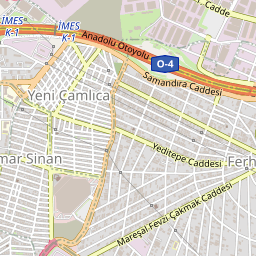 İMES
K-1
İMES
K-1
Anadolu Otoyolu
O-4
Cadde
Samandıra Caddesi
Yeni Çamlıca
Yeditepe Caddesi
mar Sinan
Ferh
Mareşal Fevzi Çakmak Caddesi